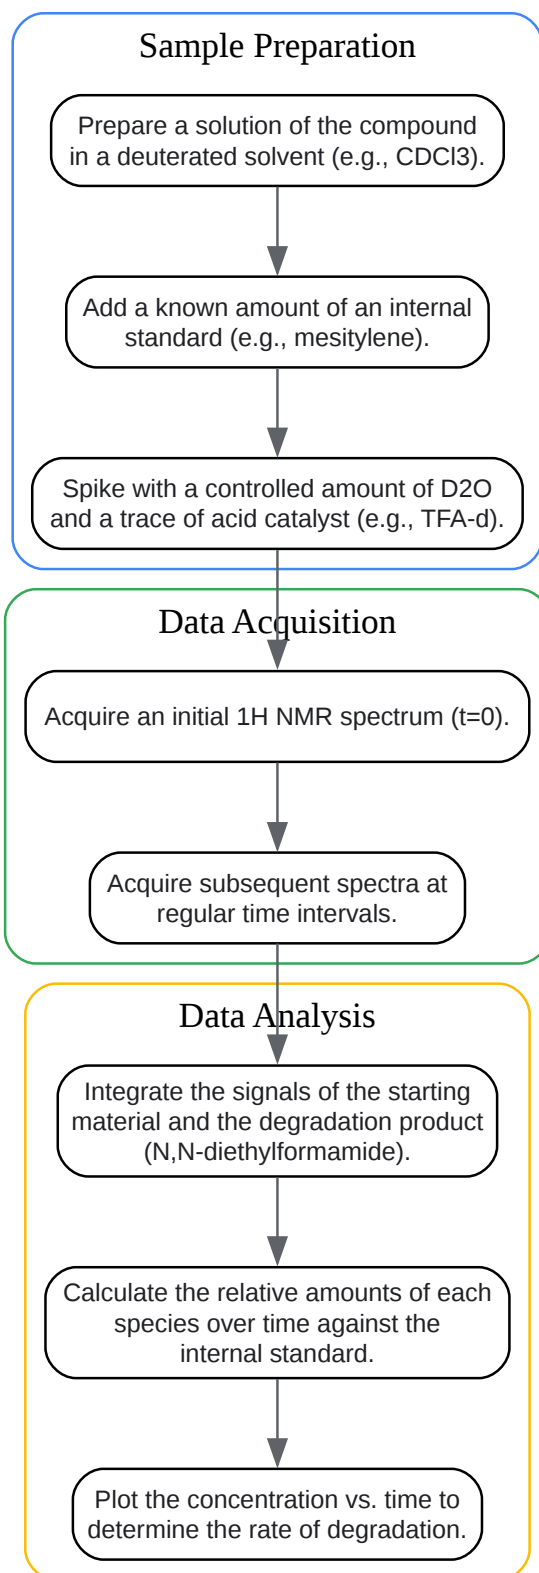 Sample Preparation
Prepare a solution of the compound
in a deuterated solvent (e.g., CDCl3).
Add a known amount of an internal
standard (e.g., mesitylene).
Spike with a controlled amount of D2O
and a trace of acid catalyst (e.g., TFA-d).
Data Acquisition
Acquire an initial 1H NMR spectrum (t=0).
Acquire subsequent spectra at
regular time intervals.
Data Analysis
Integrate the signals of the starting
material and the degradation product
(N,N-diethylformamide).
Calculate the relative amounts of each
species over time against the
internal standard.
Plot the concentration vs. time to
determine the rate of degradation.